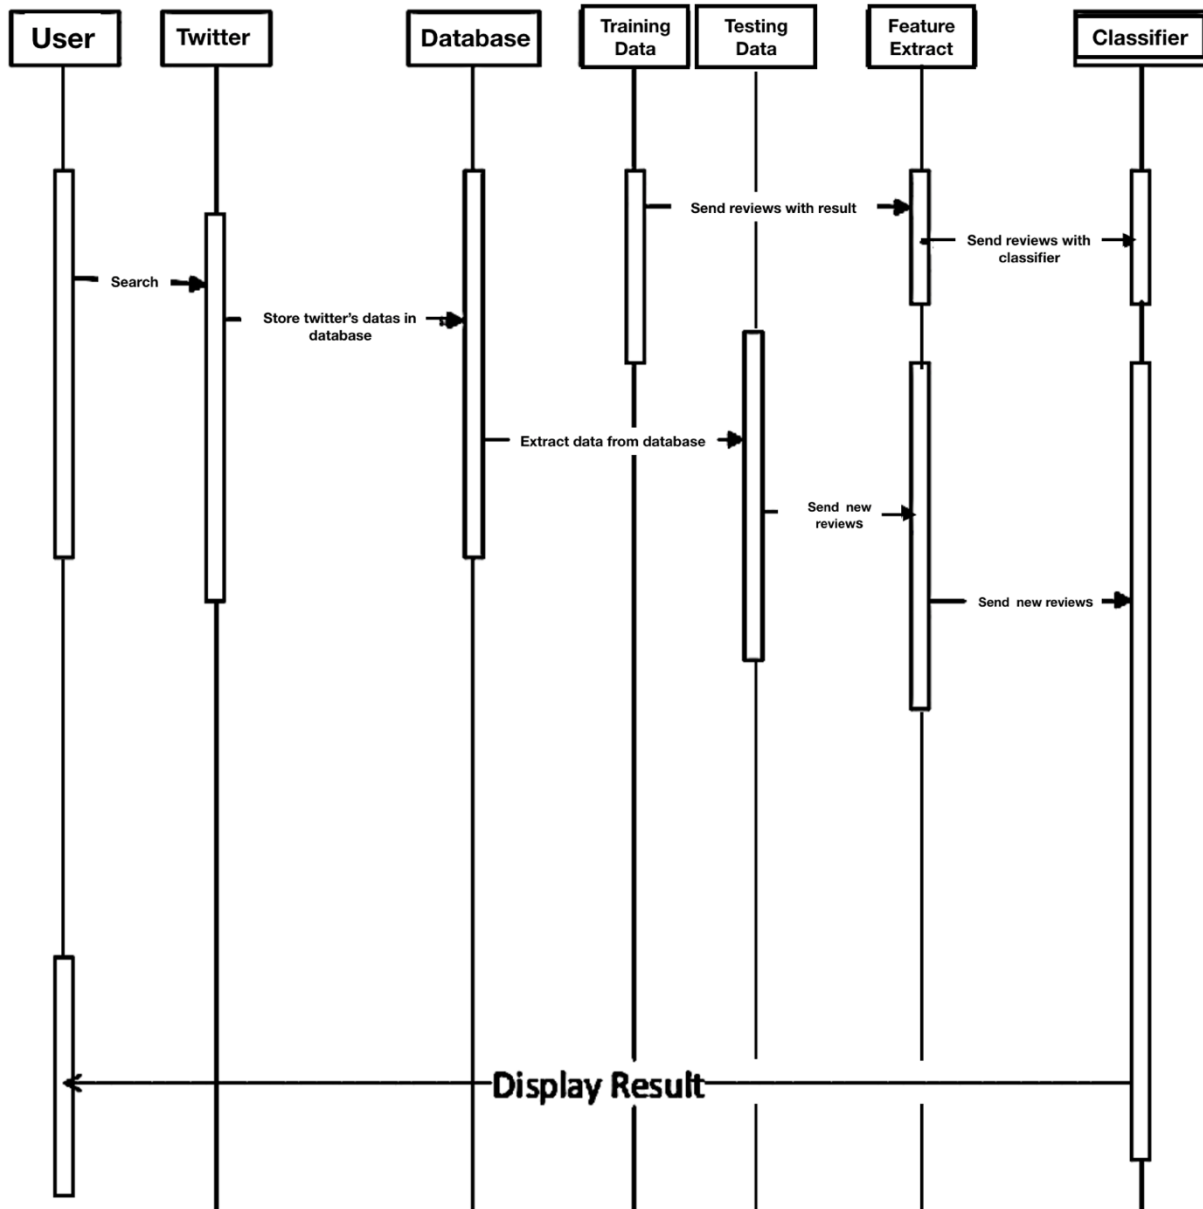 User
Twitter
Database
Training
Data
Testing
Data
Feature
Extract
Classifier
Send reviews with result
Send reviews with
classifier
Search
Store twitter's datas in
database
Extract data from database
Send new
reviews
Send new reviews
Display Result